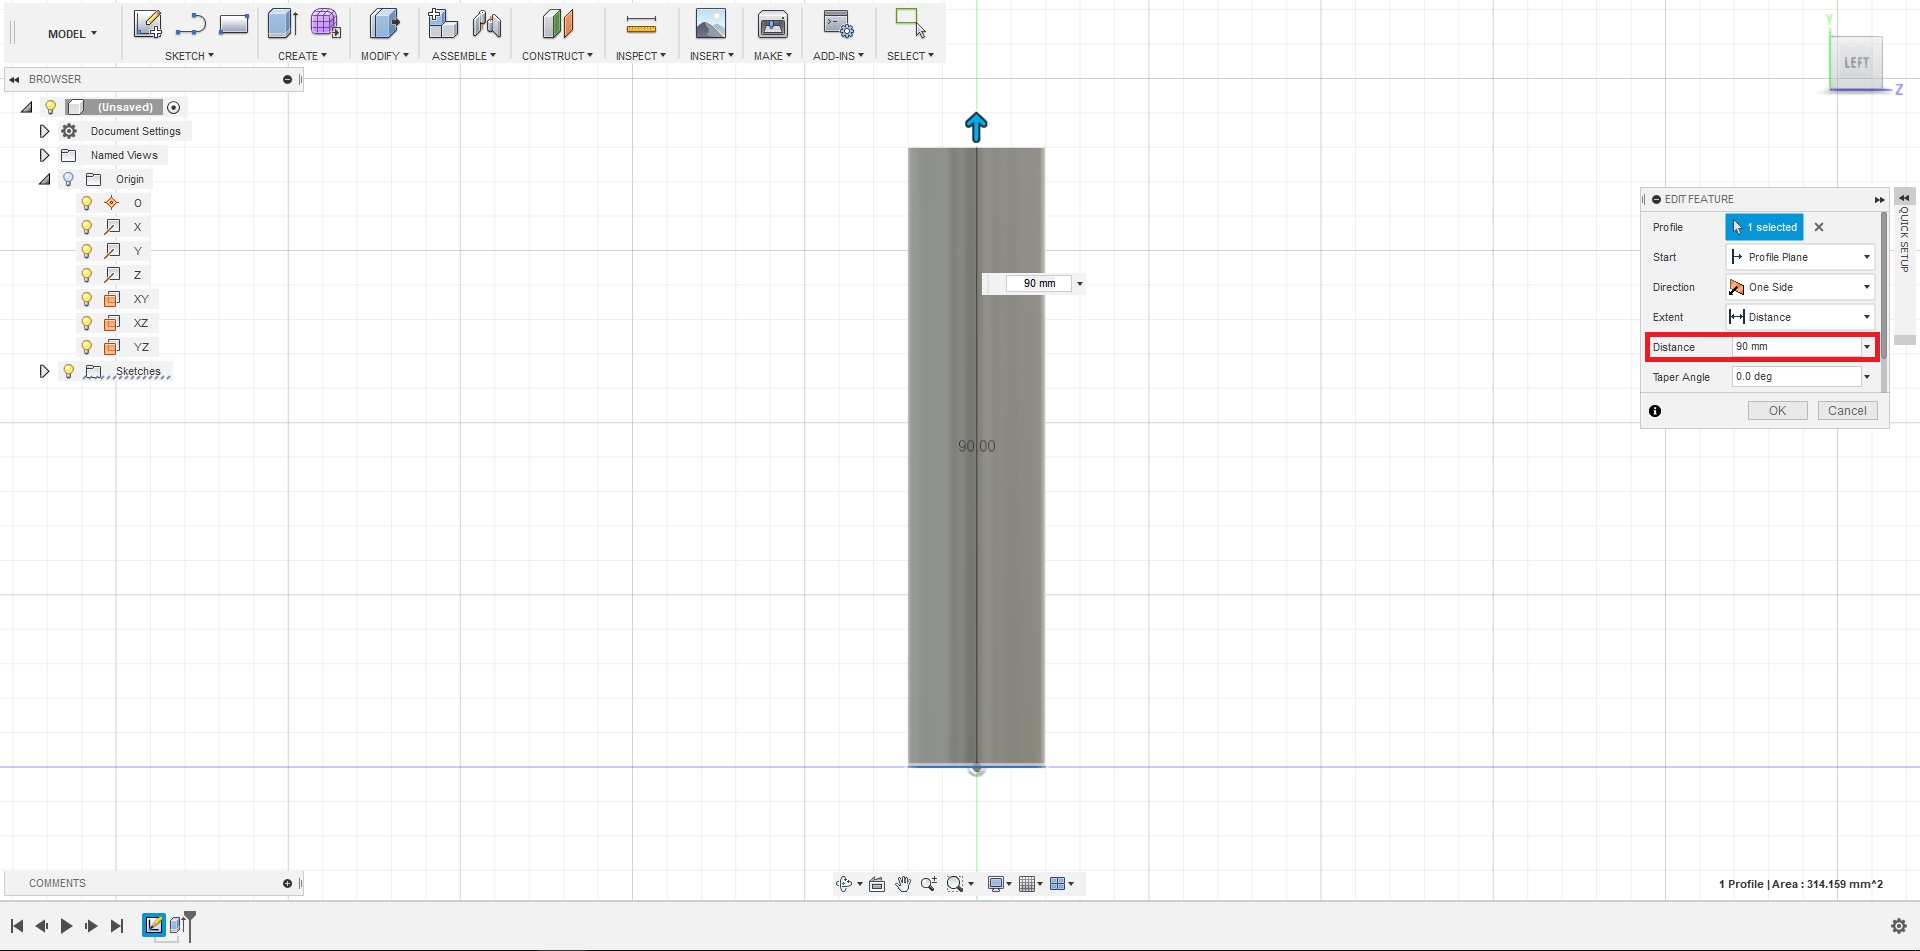 MODEL
SKETCH
CREATE
MODIFY
ASSEMBLE
CONSTRUCT
INSPECT
INSERT
MAKE
ADD-INS
SELECT
BROWSER
(Unsaved)
Document Settings
Named Views
Origin
O
X
Y
Z
XY
XZ
YZ
Sketches
Y
LEFT
Z
90 mm
90.00
EDIT FEATURE
Profile 1 selected
Start Profile Plane
Direction One Side
Extent Distance
Distance 90 mm
Taper Angle 0.0 deg
OK Cancel
QUICK SETUP
COMMENTS
1 Profile | Area : 314.159 mm^2